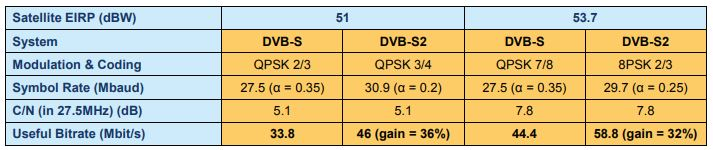 Satellite EIRP (dBW) 51 53.7
System DVB-S DVB-S2 DVB-S DVB-S2
Modulation & Coding QPSK 2/3 QPSK 3/4 QPSK 7/8 8PSK 2/3
Symbol Rate (Mbaud) 27.5 (α = 0.35) 30.9 (α = 0.2) 27.5 (α = 0.35) 29.7 (α = 0.25)
C/N (in 27.5MHz) (dB) 5.1 5.1 7.8 7.8
Useful Bitrate (Mbit/s) 33.8 46 (gain = 36%) 44.4 58.8 (gain = 32%)